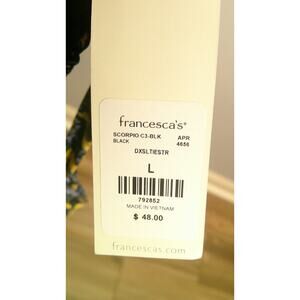 francesca's®
SCORPIO C3-BLK APR
BLACK 4656
DXSLTIESTR
L
792852
MADE IN VIETNAM
$ 48.00
francescas.com